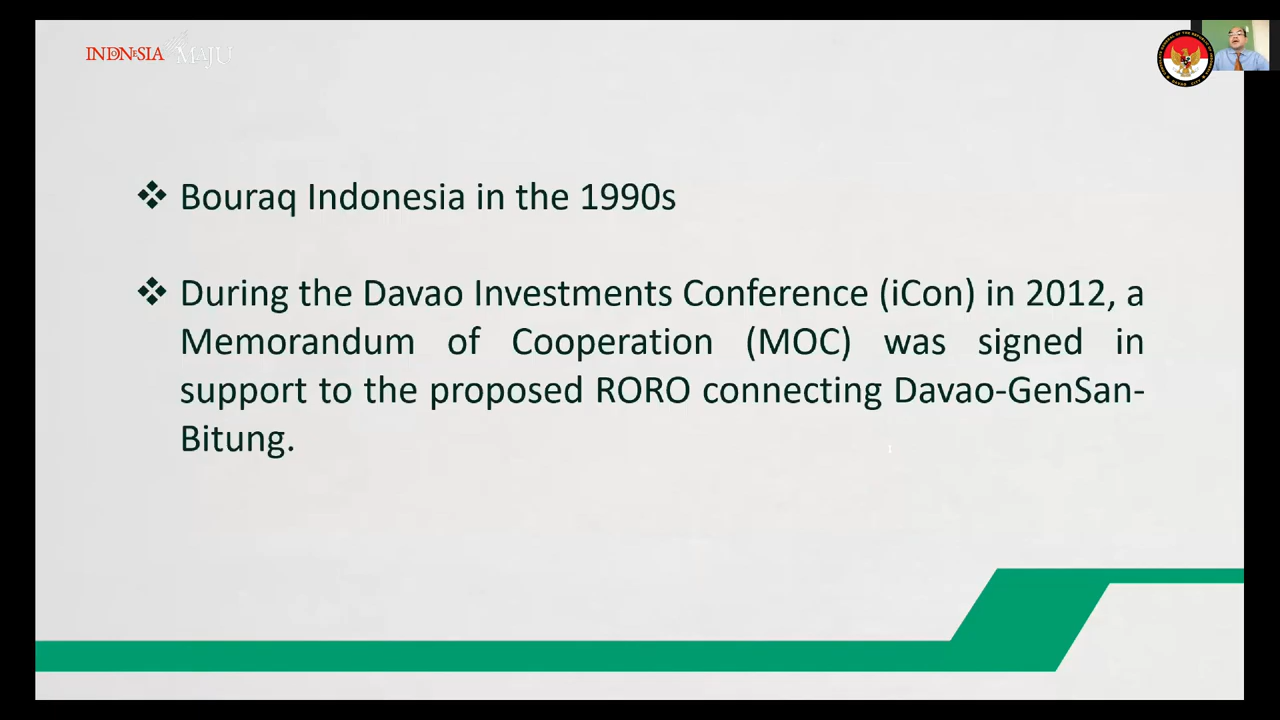 INDONESIA MAJU
❖ Bouraq Indonesia in the 1990s
❖ During the Davao Investments Conference (iCon) in 2012, a
Memorandum of Cooperation (MOC) was signed in
support to the proposed RORO connecting Davao-GenSan-
Bitung.